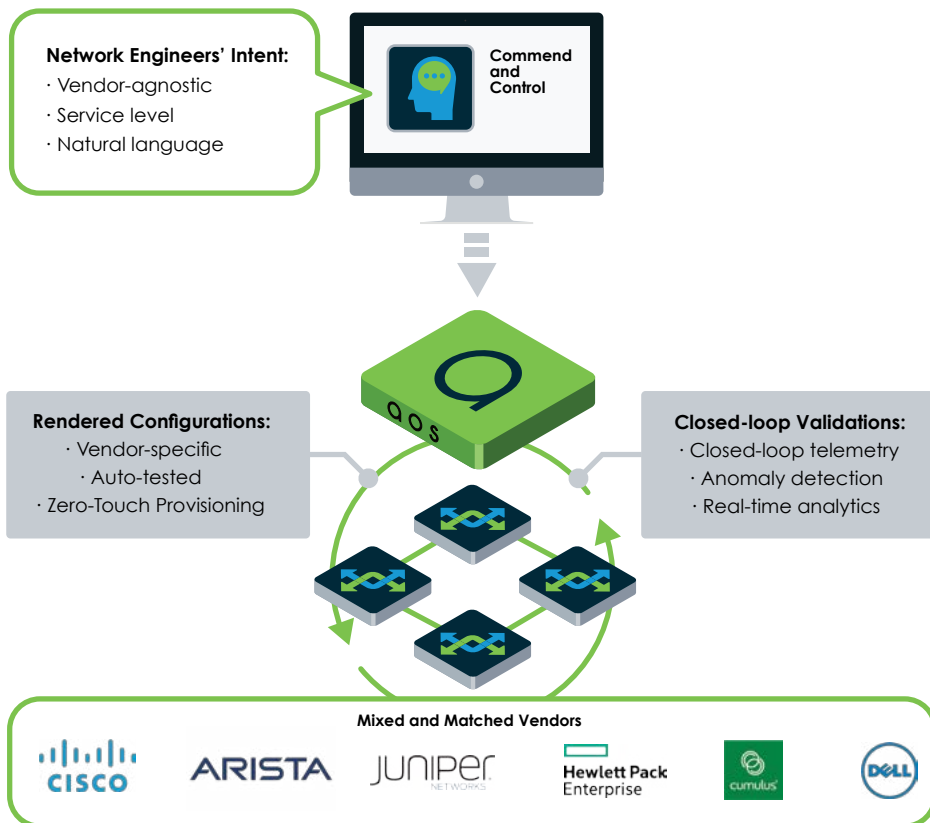 Network Engineers’ Intent:
· Vendor-agnostic
· Service level
· Natural language
Commend
and
Control
aos
Rendered Configurations:
· Vendor-specific
· Auto-tested
· Zero-Touch Provisioning
Closed-loop Validations:
· Closed-loop telemetry
· Anomaly detection
· Real-time analytics
Mixed and Matched Vendors
CISCO
ARISTA
JUNIPER
NETWORKS
Hewlett Pack
Enterprise
cumulus
DELL